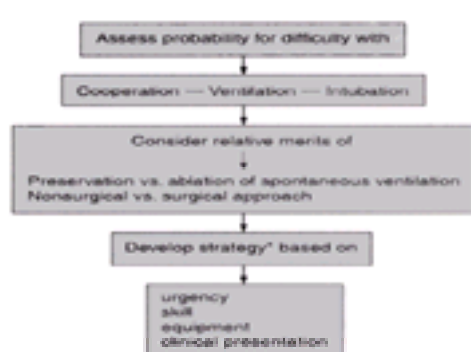 Assess probability for difficulty with
Cooperation — Ventilation — Intubation
Consider relative merits of
Preservation vs. ablation of spontaneous ventilation
Nonsurgical vs. surgical approach
Develop strategy* based on
urgency
skill
equipment
clinical presentation